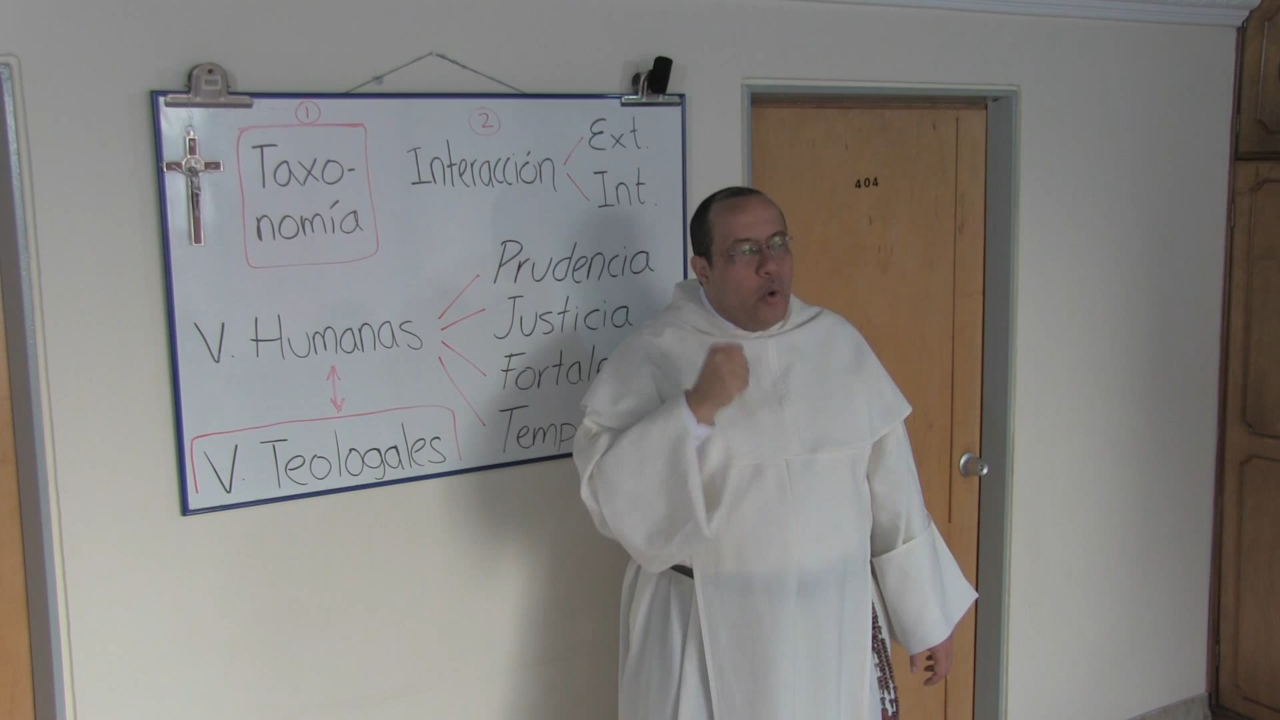 ①
②
Taxo-
nomía
Interacción
Ext.
Int.
V. Humanas
Prudencia
Justicia
V. Teologales
404